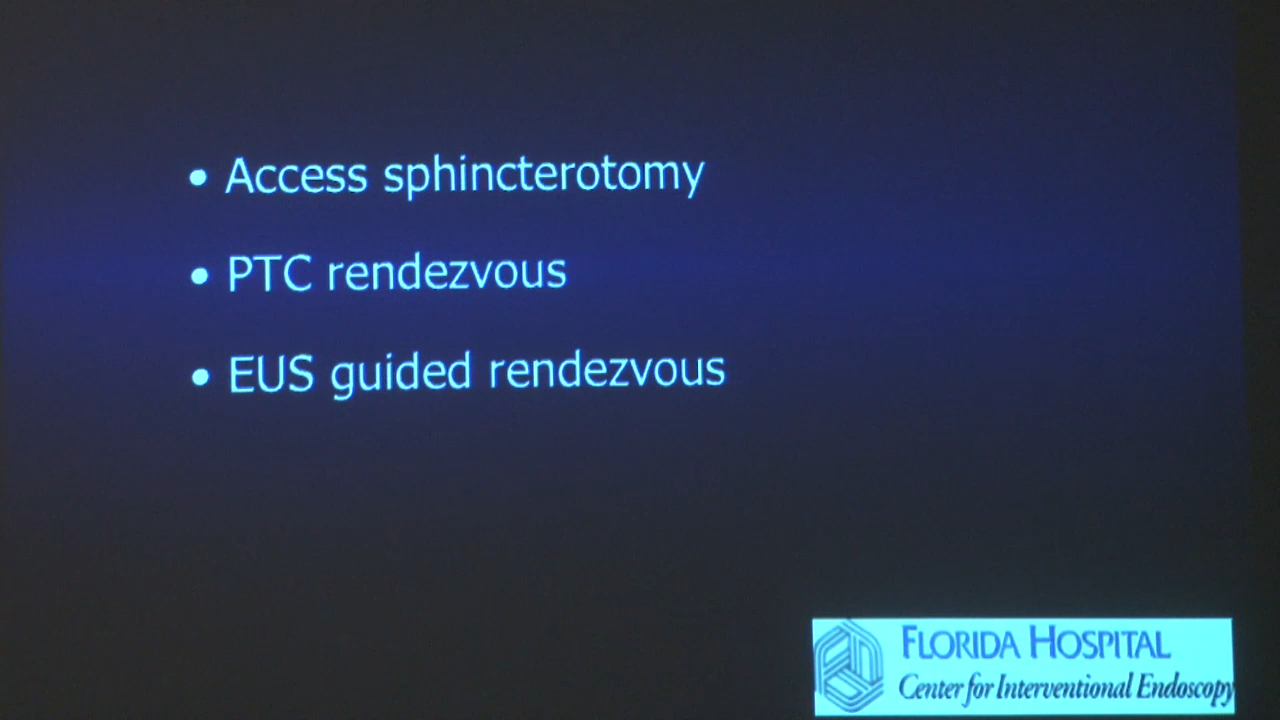 • Access sphincterotomy
• PTC rendezvous
• EUS guided rendezvous
FLORIDA HOSPITAL
Center for Interventional Endoscopy